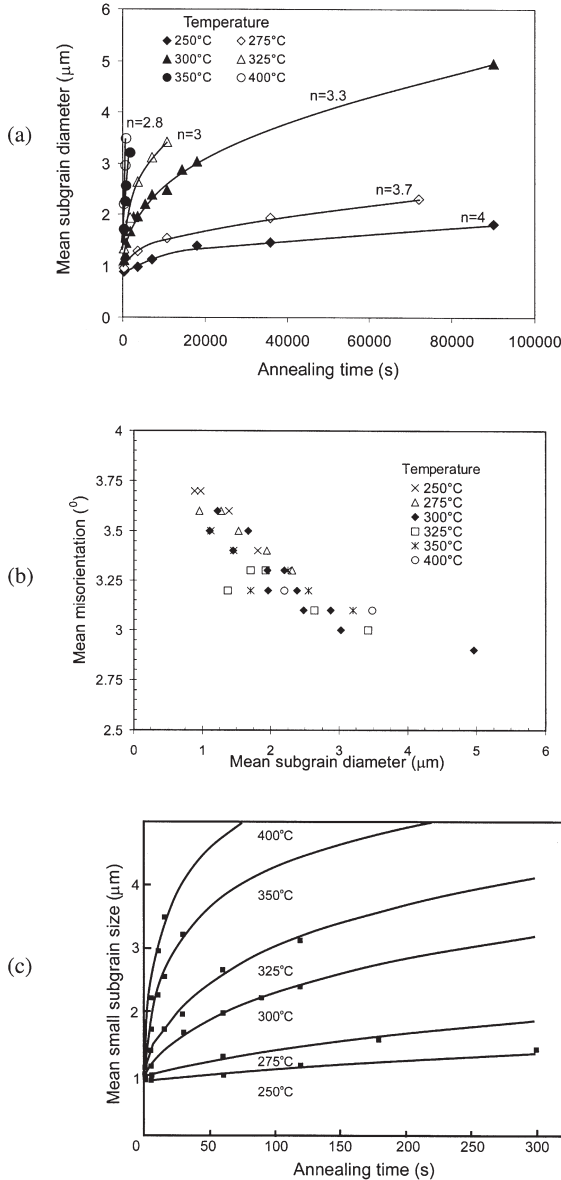 (a)
Mean subgrain diameter (μm)
Temperature
250°C 275°C
300°C 325°C
350°C 400°C
n=2.8
n=3
n=3.3
n=3.7
n=4
6
5
4
3
2
1
0
0 20000 40000 60000 80000 100000
Annealing time (s)
(b)
Mean misorientation (⁰)
Temperature
250°C
275°C
300°C
325°C
350°C
400°C
4
3.75
3.5
3.25
3
2.75
2.5
0 1 2 3 4 5 6
Mean subgrain diameter (μm)
(c)
Mean small subgrain size (μm)
400°C
350°C
325°C
300°C
275°C
250°C
4
3
2
1
0 50 100 150 200 250 300
Annealing time (s)